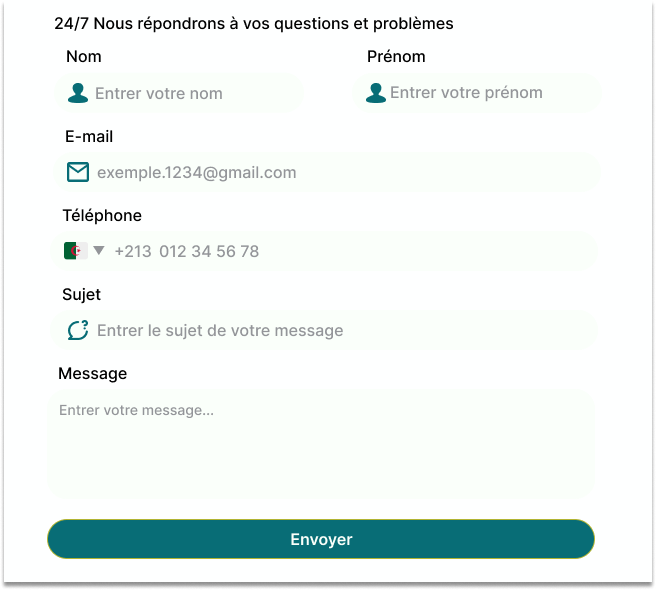 24/7 Nous répondrons à vos questions et problèmes
Nom Prénom
Entrer votre nom Entrer votre prénom
E-mail
exemple.1234@gmail.com
Téléphone
+213 012 34 56 78
Sujet
Entrer le sujet de votre message
Message
Entrer votre message...
Envoyer